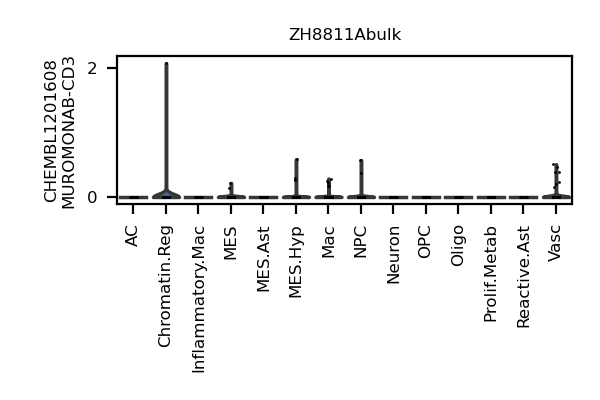 ZH8811Abulk
CHEMBL1201608
MUROMONAB-CD3
2
0
AC
Chromatin.Reg
Inflammatory.Mac
MES
MES.Ast
MES.Hyp
Mac
NPC
Neuron
OPC
Oligo
Prolif.Metab
Reactive.Ast
Vasc